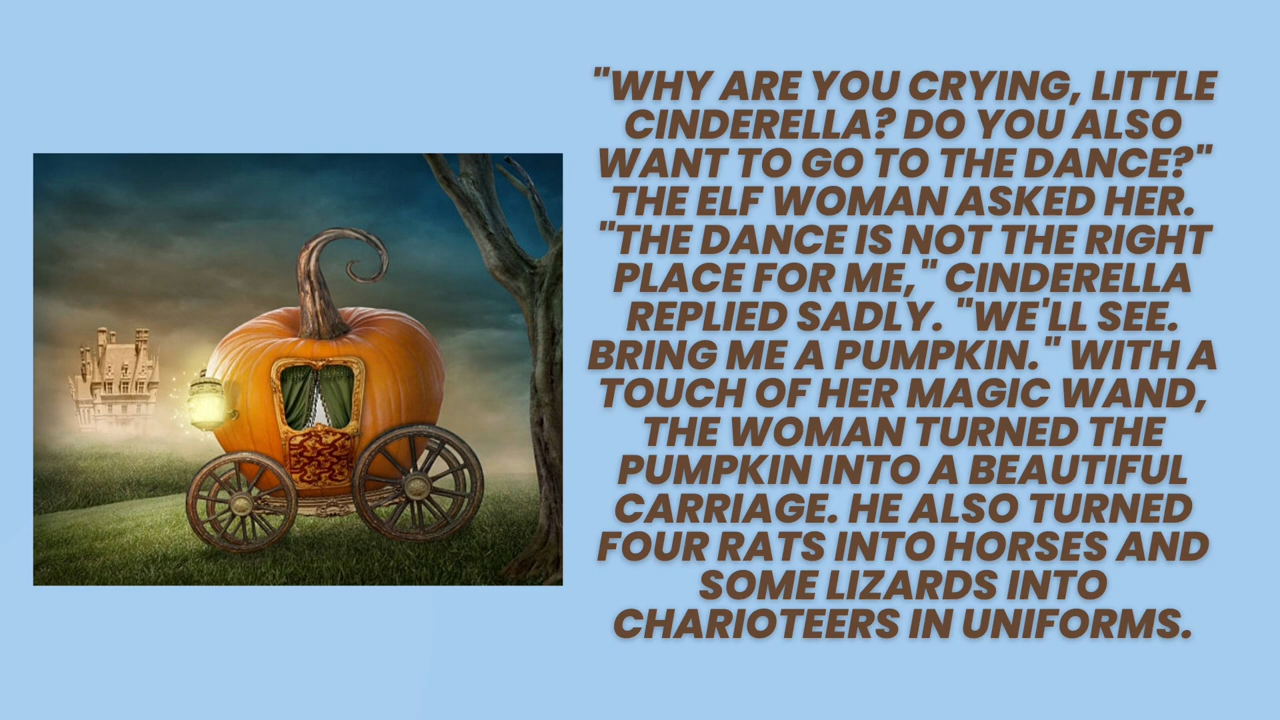 "WHY ARE YOU CRYING, LITTLE
CINDERELLA? DO YOU ALSO
WANT TO GO TO THE DANCE?"
THE ELF WOMAN ASKED HER.
"THE DANCE IS NOT THE RIGHT
PLACE FOR ME," CINDERELLA
REPLIED SADLY. "WE'LL SEE.
BRING ME A PUMPKIN." WITH A
TOUCH OF HER MAGIC WAND,
THE WOMAN TURNED THE
PUMPKIN INTO A BEAUTIFUL
CARRIAGE. HE ALSO TURNED
FOUR RATS INTO HORSES AND
SOME LIZARDS INTO
CHARIOTEERS IN UNIFORMS.